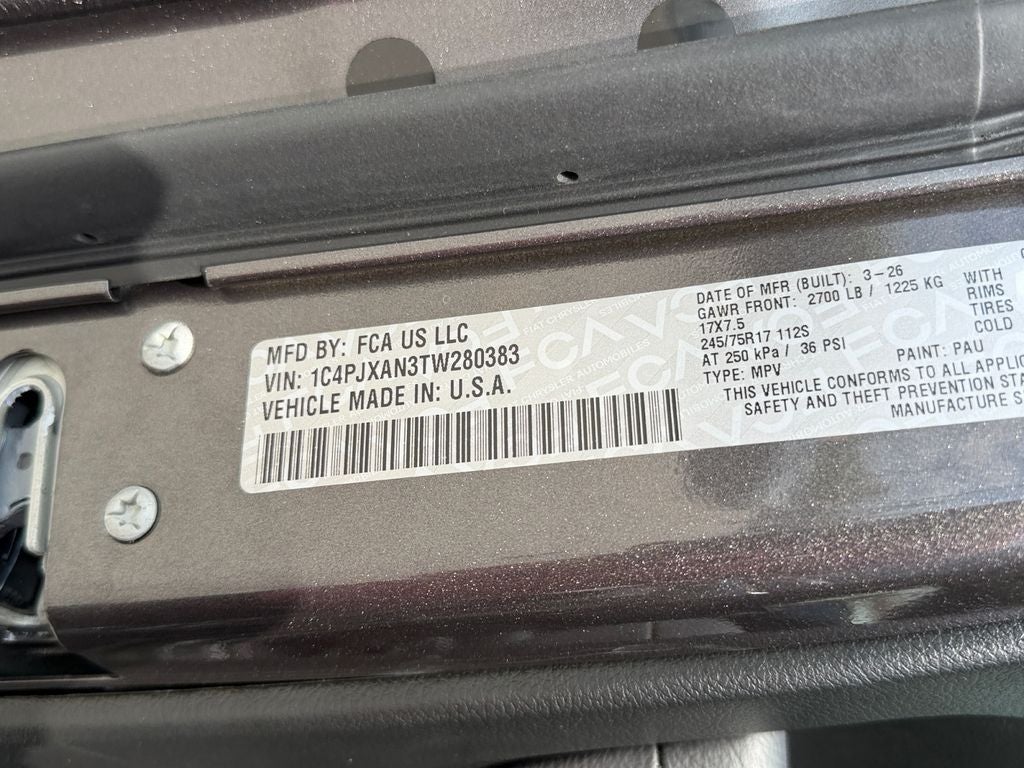 MFD BY: FCA US LLC
VIN: 1C4PJXAN3TW280383
VEHICLE MADE IN: U.S.A.
DATE OF MFR (BUILT): 3-26
GAWR FRONT: 2700 LB / 1225 KG WITH
17X7.5 RIMS
245/75R17 112S TIRES
AT 250 kPa / 36 PSI COLD
TYPE: MPV PAINT: PAU
THIS VEHICLE CONFORMS TO ALL
SAFETY AND THEFT PREVENTION
MANUFACTURE